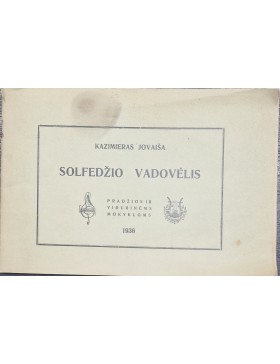 KAZIMIERAS JOVAIŠA
SOLFEDŽIO VADOVĖLIS
PRADŽIOS IR
VIDURINĖMS
MOKYKLOMS
1936